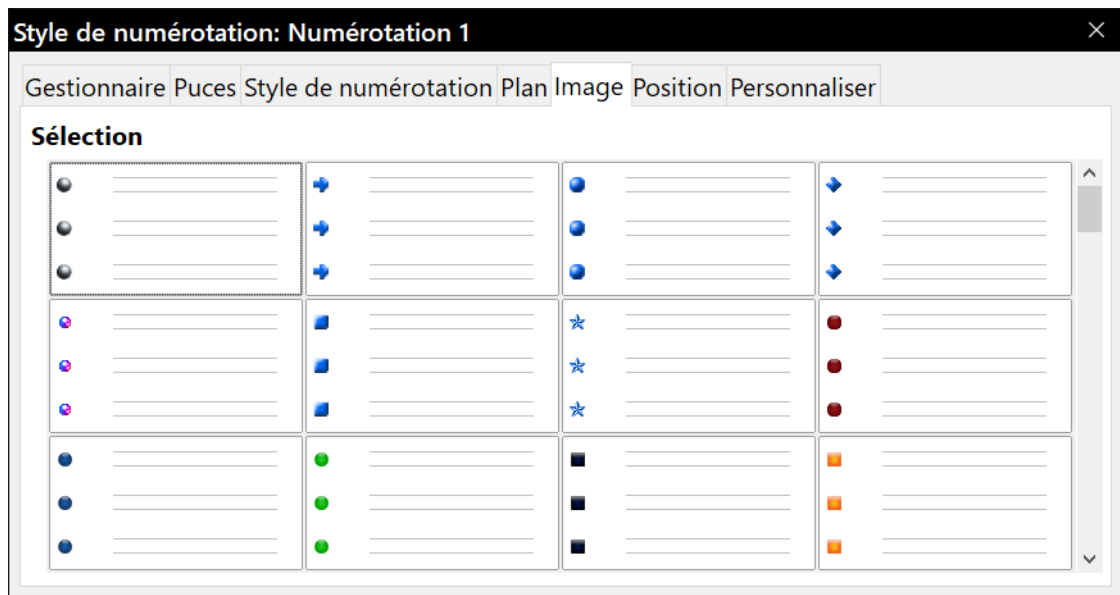 Style de numérotation: Numérotation 1
Gestionnaire Puces Style de numérotation Plan Image Position Personnaliser
Sélection